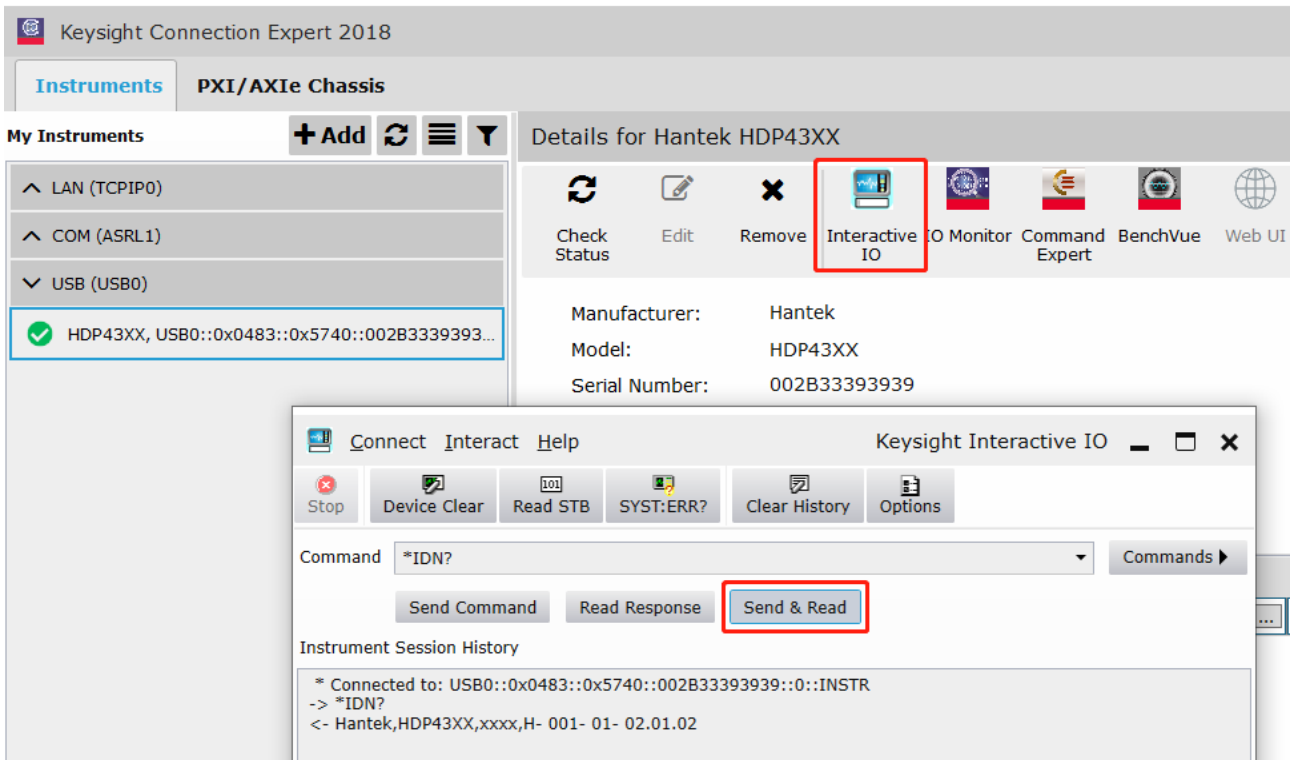 Keysight Connection Expert 2018
Instruments PXI/AXIe Chassis
My Instruments Add
LAN (TCPIP0)
COM (ASRL1)
USB (USB0)
HDP43XX, USB0::0x0483::0x5740::002B3339393...
Details for Hantek HDP43XX
Check Status Edit Remove Interactive IO IO Monitor Command Expert BenchVue Web UI
Manufacturer: Hantek
Model: HDP43XX
Serial Number: 002B33393939
Connect Interact Help Keysight Interactive IO
Stop Device Clear 101 Read STB SYST:ERR? Clear History Options
Command *IDN? Commands
Send Command Read Response Send & Read
...
Instrument Session History
* Connected to: USB0::0x0483::0x5740::002B33393939::0::INSTR
-> *IDN?
<- Hantek,HDP43XX,xxxx,H- 001- 01- 02.01.02